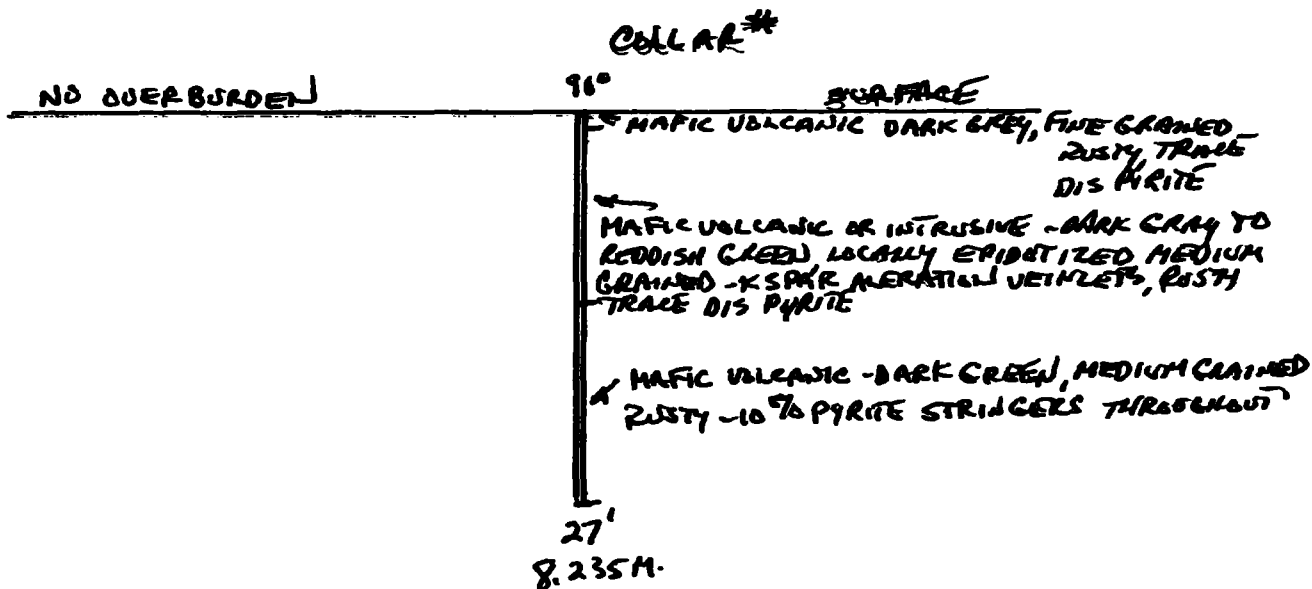 COLLAR #
NO OVERBURDEN 90° SURFACE
MAFIC VOLCANIC DARK GREY, FINE GRAINED
RUSTY, TRACE
DIS PYRITE
MAFIC VOLCANIC OR INTRUSIVE - DARK GRAY TO
REDDISH GREEN, LOCALLY EPIDOTIZED MEDIUM
GRAINED - KSPAR ALERATION VEINLETS, RUSTY
TRACE DIS PYRITE
MAFIC VOLCANIC - DARK GREEN, MEDIUM GRAINED
RUSTY - 10% PYRITE STRINGERS THROUGHOUT
27'
8.235M.